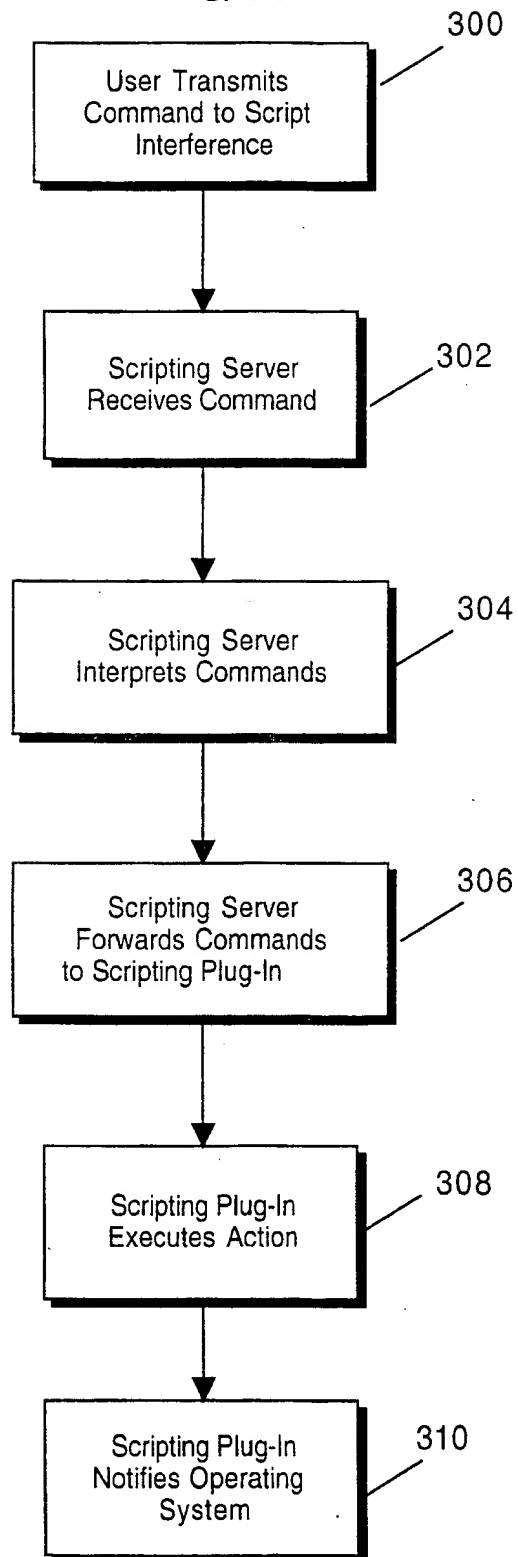 300
User Transmits
Command to Script
Interference
302
Scripting Server
Receives Command
304
Scripting Server
Interprets Commands
306
Scripting Server
Forwards Commands
to Scripting Plug-In
308
Scripting Plug-In
Executes Action
310
Scripting Plug-In
Notifies Operating
System